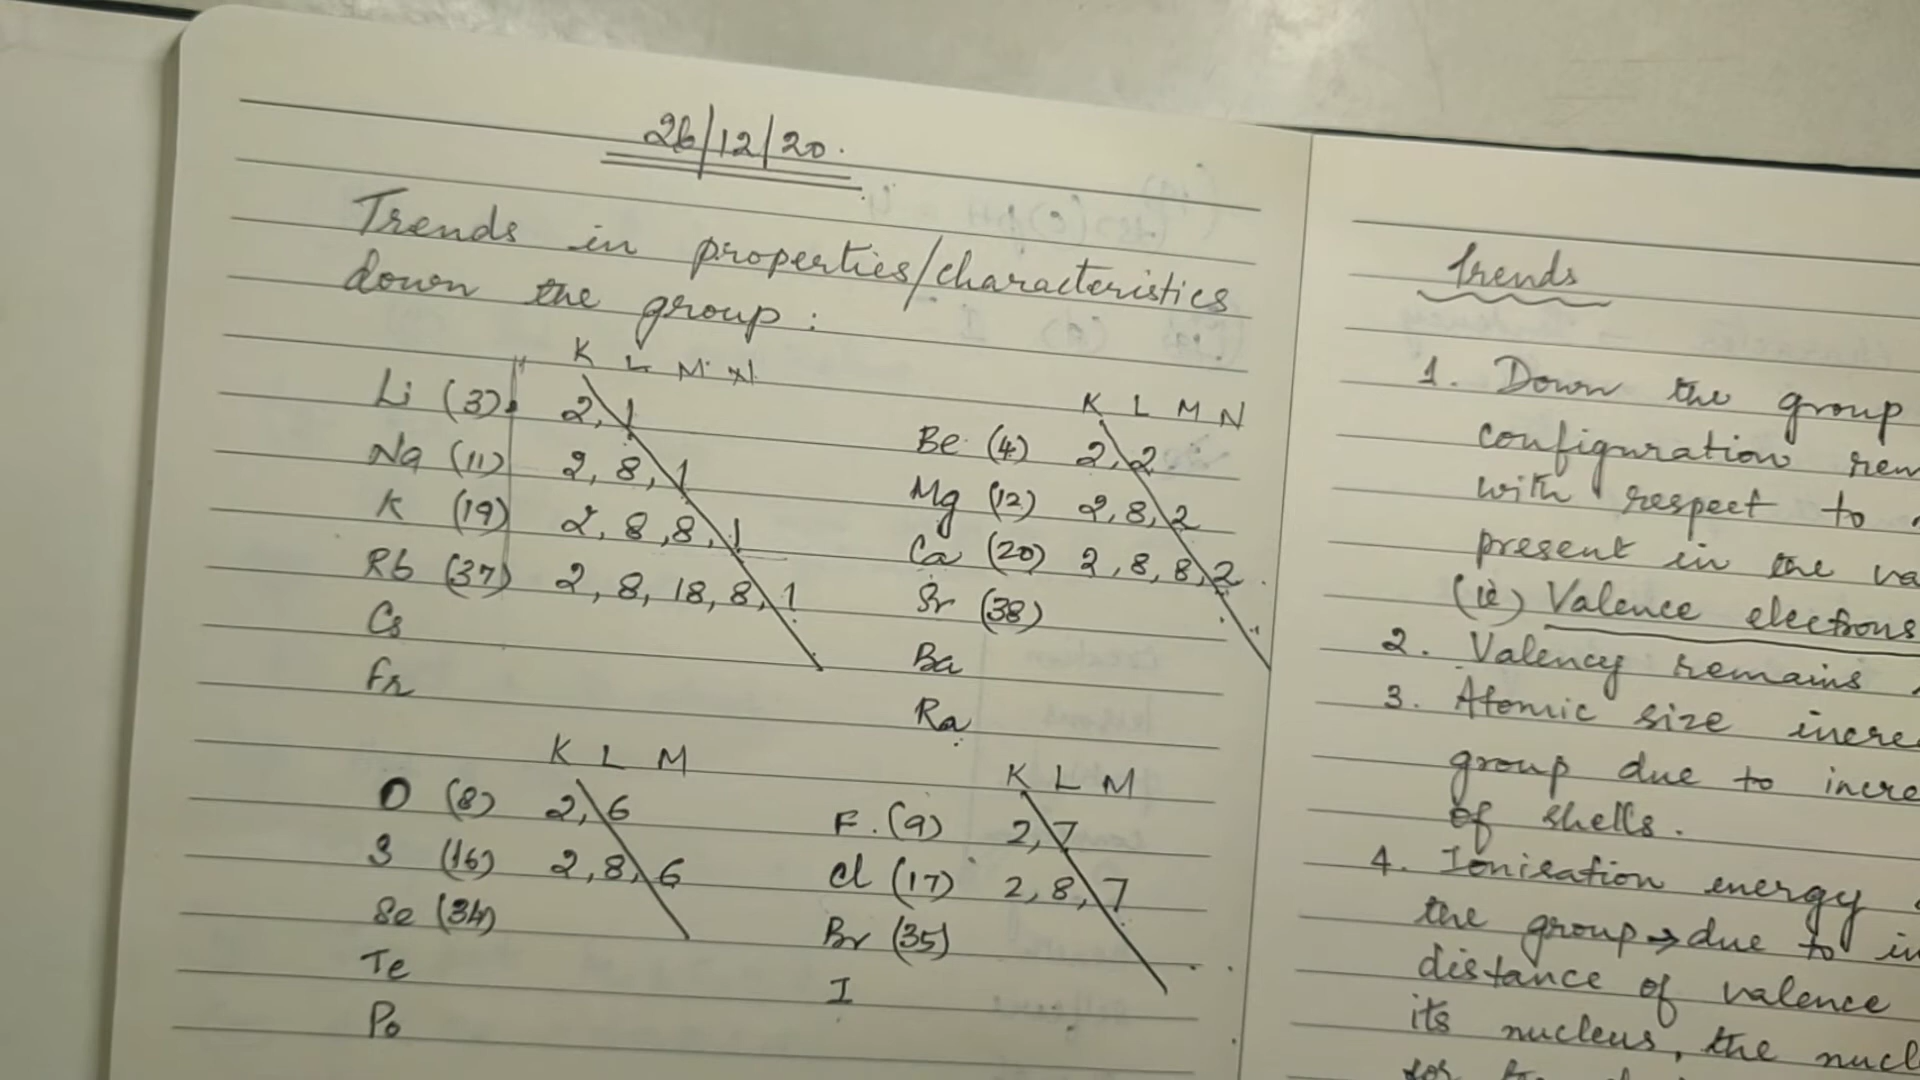 26/12/20.
Trends in properties/characteristics
down the group :
K L M N
Li (3) 2, 1
Na (11) 2, 8, 1
K (19) 2, 8, 8, 1
Rb (37) 2, 8, 18, 8, 1
Cs
Fr
K L M N
Be (4) 2, 2
Mg (12) 2, 8, 2
Ca (20) 2, 8, 8, 2
Sr (38)
Ba
Ra
K L M
O (8) 2, 6
S (16) 2, 8, 6
Se (34)
Te
Po
K L M
F. (9) 2, 7
Cl (17) 2, 8, 7
Br (35)
I
Trends
1. Down the group
configuration
with respect to
present in the
(ie) Valence electrons
2. Valency remains
3. Atomic size
group due to
of shells.
4. Ionisation energy
the group → due to
distance of valence
its nucleus, the
for